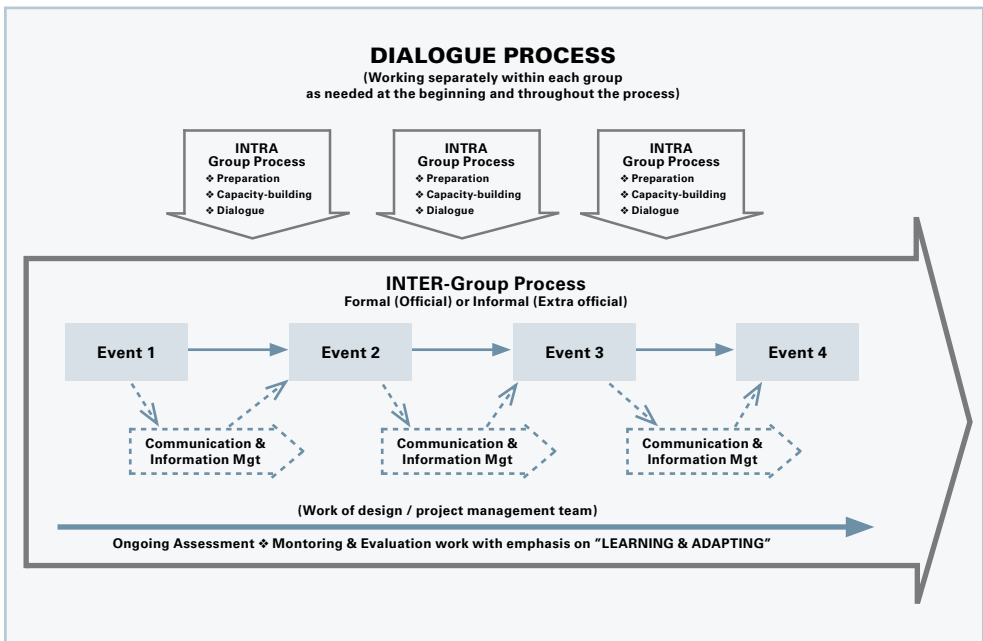 DIALOGUE PROCESS
(Working separately within each group
as needed at the beginning and throughout the process)
INTRA
Group Process
❖ Preparation
❖ Capacity-building
❖ Dialogue
INTRA
Group Process
❖ Preparation
❖ Capacity-building
❖ Dialogue
INTRA
Group Process
❖ Preparation
❖ Capacity-building
❖ Dialogue
INTER-Group Process
Formal (Official) or Informal (Extra official)
Event 1
Event 2
Event 3
Event 4
Communication &
Information Mgt
Communication &
Information Mgt
Communication &
Information Mgt
(Work of design / project management team)
Ongoing Assessment ❖ Montoring & Evaluation work with emphasis on "LEARNING & ADAPTING"